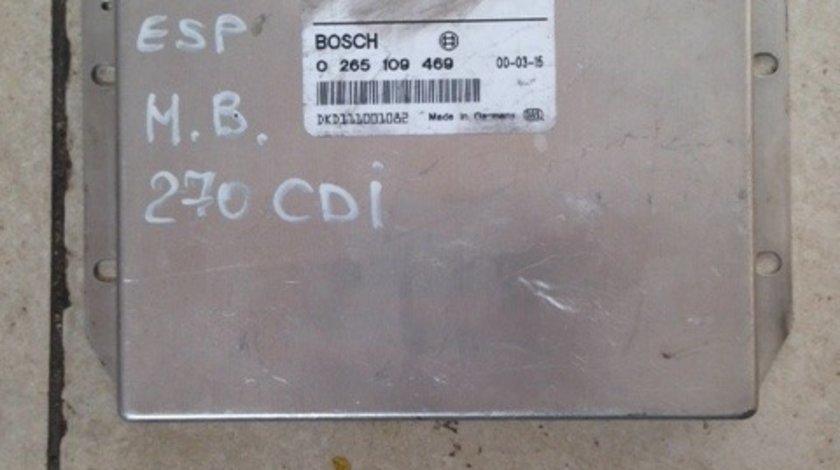 ESP
M.B.
270 CDi
BOSCH
0 265 109 469 00-03-15
DKD111001082 Made in Germany